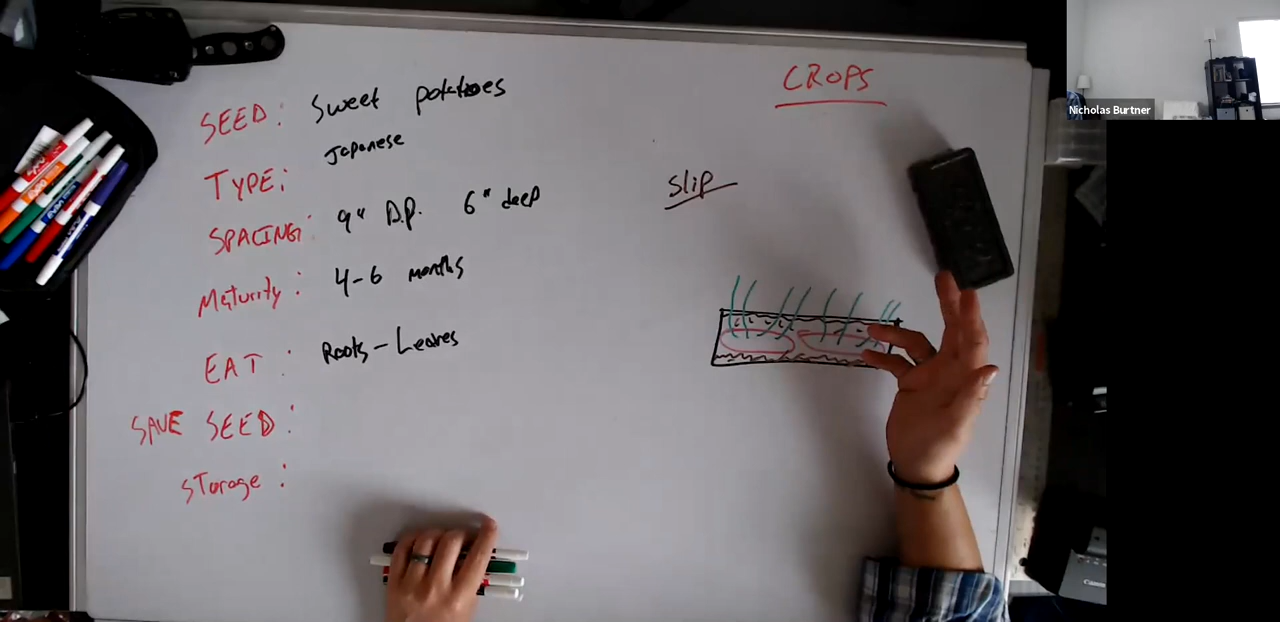 CROPS
SEED: Sweet potatoes
TYPE: Japanese
SPACING: 9" D.P. 6" deep
Maturity: 4-6 months
EAT: Roots - Leaves
SAVE SEED:
STorage:
Slip
Nicholas Burtner